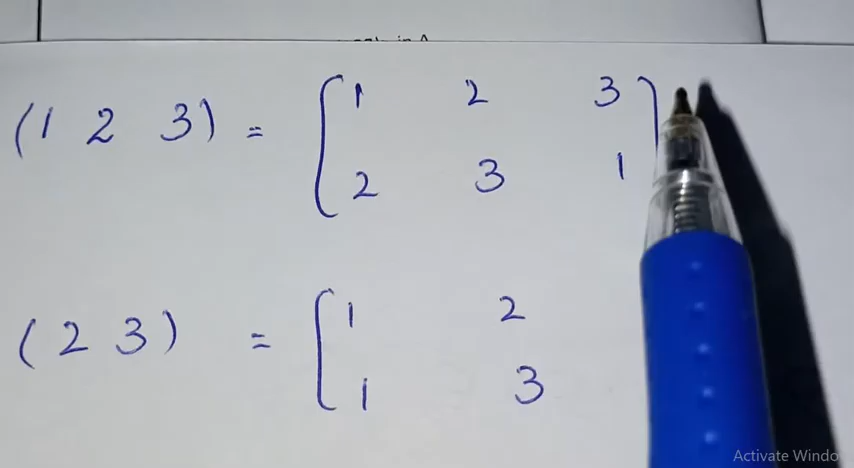 (1 2 3) = [1 2 3]
2 3 1
(2 3) = [1 2
1 3
Activate Windo